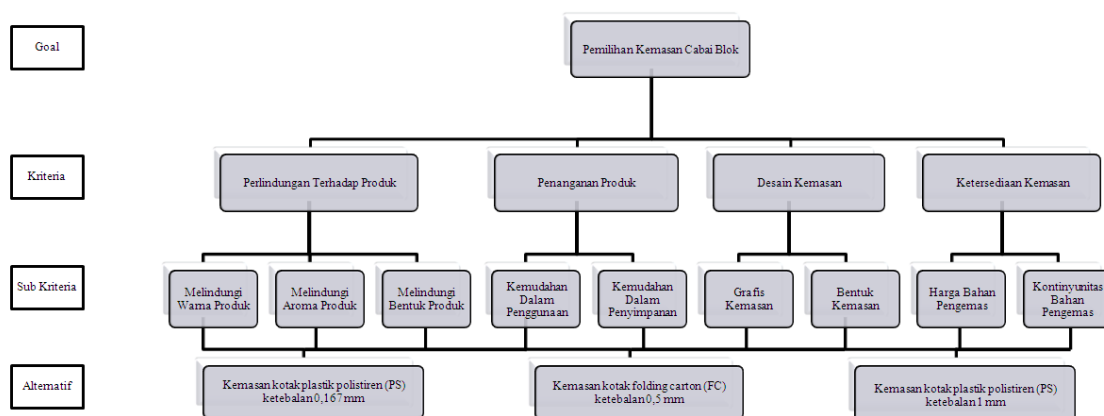 Goal
Pemilihan Kemasan Cabai Blok
Kriteria
Perlindungan Terhadap Produk
Penanganan Produk
Desain Kemasan
Ketersediaan Kemasan
Sub Kriteria
Melindungi
Warna Produk
Melindungi
Aroma Produk
Melindungi
Bentuk Produk
Kemudahan
Dalam
Penggunaan
Kemudahan
Dalam
Penyimpanan
Grafis
Kemasan
Bentuk
Kemasan
Harga Bahan
Pengemas
Kontinyunitas
Bahan
Pengemas
Alternatif
Kemasan kotak plastik polistiren (PS)
ketebalan 0,167 mm
Kemasan kotak folding carton (FC)
ketebalan 0,5 mm
Kemasan kotak plastik polistiren (PS)
ketebalan 1 mm